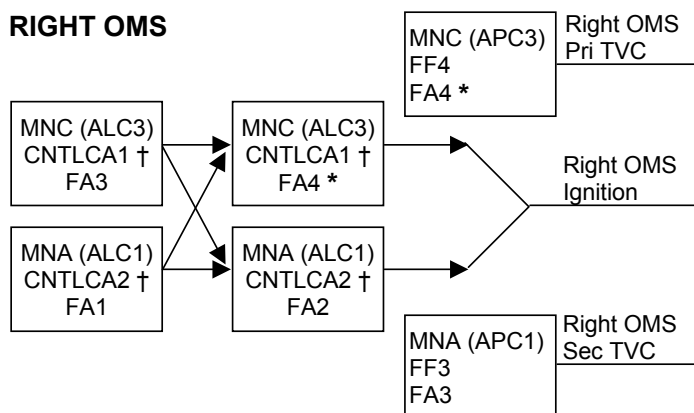 RIGHT OMS
MNC (APC3)
FF4
FA4 *
Right OMS
Pri TVC
MNC (ALC3)
CNTLCA1 †
FA3
MNC (ALC3)
CNTLCA1 †
FA4 *
Right OMS
Ignition
MNA (ALC1)
CNTLCA2 †
FA1
MNA (ALC1)
CNTLCA2 †
FA2
MNA (APC1)
FF3
FA3
Right OMS
Sec TVC